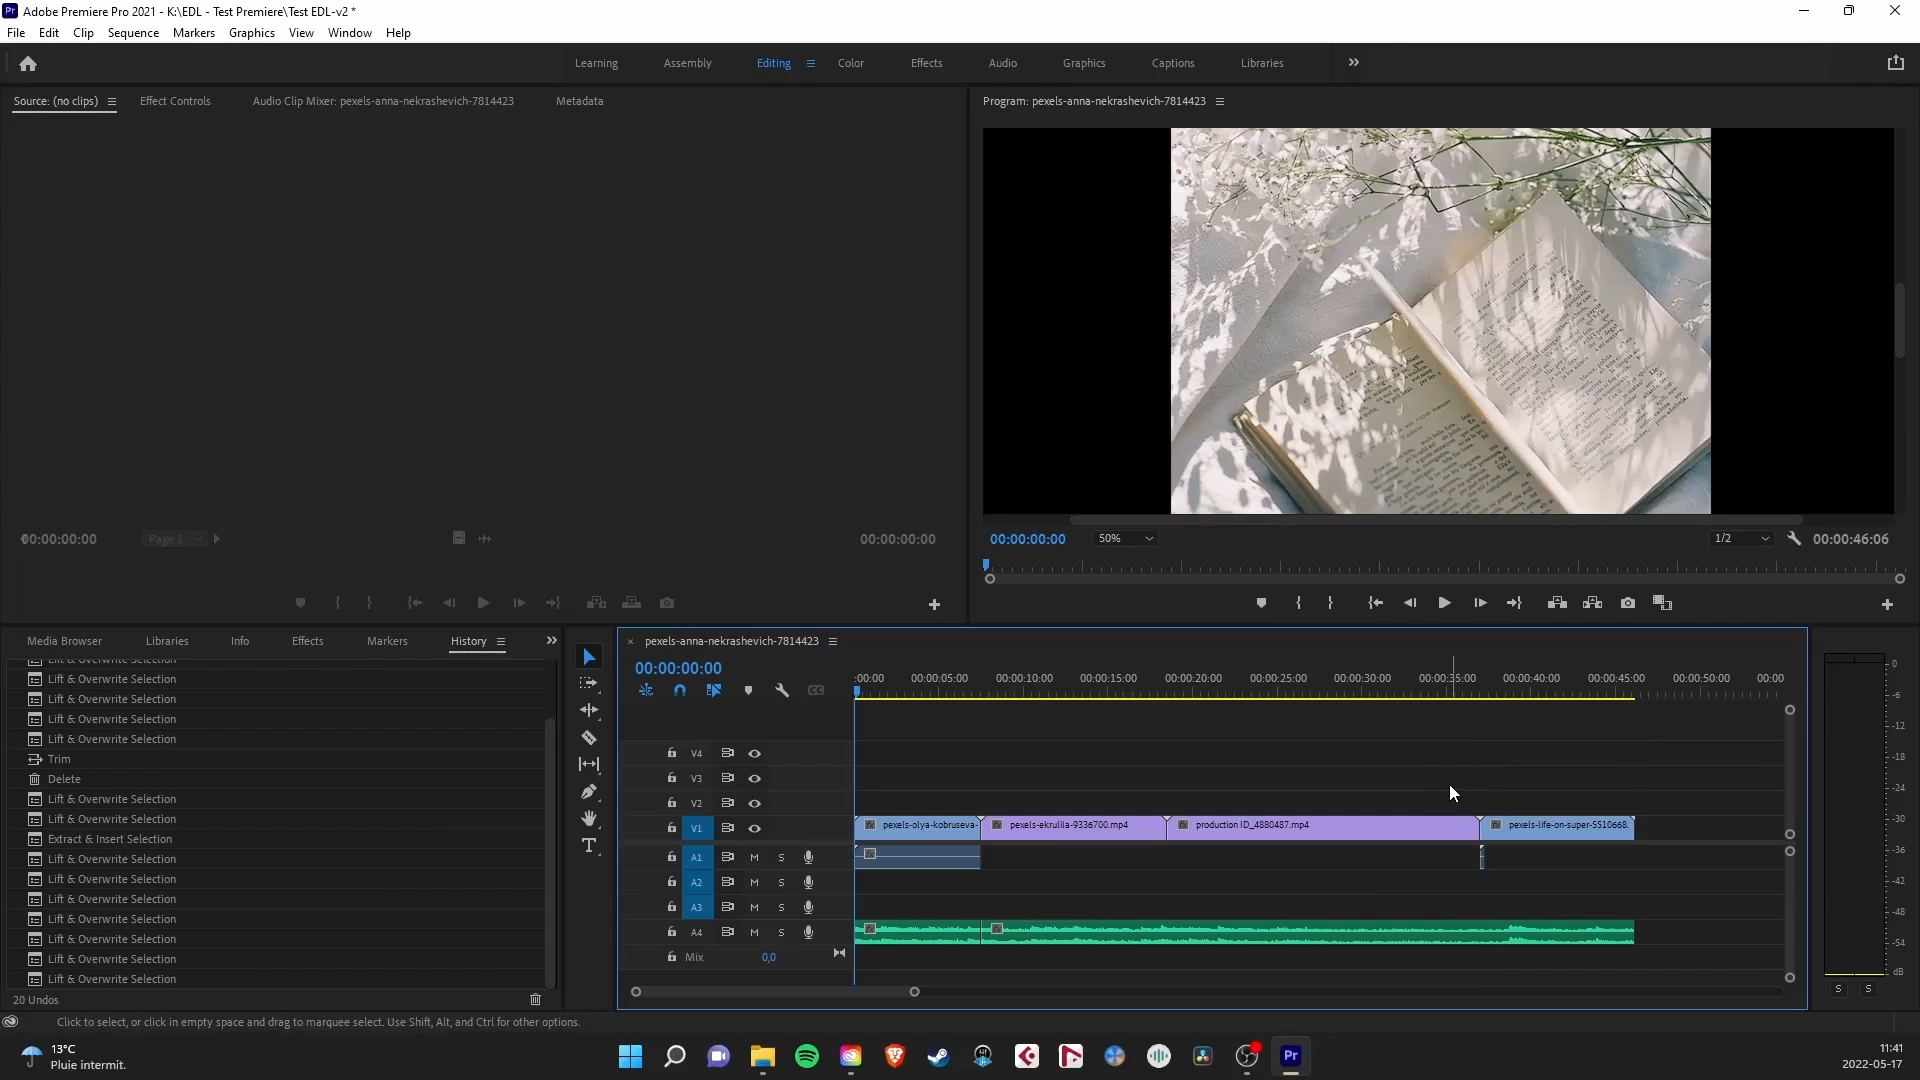 Adobe Premiere Pro 2021 - K:\EDL - Test Premiere\Test EDL-v2 *
File Edit Clip Sequence Markers Graphics View Window Help
Learning Assembly Editing Color Effects Audio Graphics Captions Libraries
Source: (no clips) Effect Controls Audio Clip Mixer: pexels-anna-nekrashevich-7814423 Metadata
Program: pexels-anna-nekrashevich-7814423
00:00:00:00 Page 1 00:00:00:00
00:00:00:00 50% 1/2 00:00:46:06
Media Browser Libraries Info Effects Markers History
Lift & Overwrite Selection
Lift & Overwrite Selection
Lift & Overwrite Selection
Lift & Overwrite Selection
Lift & Overwrite Selection
Trim
Delete
Lift & Overwrite Selection
Lift & Overwrite Selection
Extract & Insert Selection
Lift & Overwrite Selection
Lift & Overwrite Selection
Lift & Overwrite Selection
Lift & Overwrite Selection
Lift & Overwrite Selection
Lift & Overwrite Selection
Lift & Overwrite Selection
20 Undos
pexels-anna-nekrashevich-7814423
00:00:00:00
:00:00 00:00:05:00 00:00:10:00 00:00:15:00 00:00:20:00 00:00:25:00 00:00:30:00 00:00:35:00 00:00:40:00 00:00:45:00 00:00:50:00 00:00
V4
V3
V2
V1 pexels-olya-kobruseva- pexels-ekrulila-9336700.mp4 production ID_4880487.mp4 pexels-life-on-super-5510668.
A1 M S
A2 M S
A3 M S
A4 M S
Mix 0,0
0
-6
-12
-18
-24
-30
-36
-42
-48
-54
dB
S S
Click to select, or click in empty space and drag to marquee select. Use Shift, Alt, and Ctrl for other options.
13°C
Pluie intermit.
Pr
11:41
2022-05-17